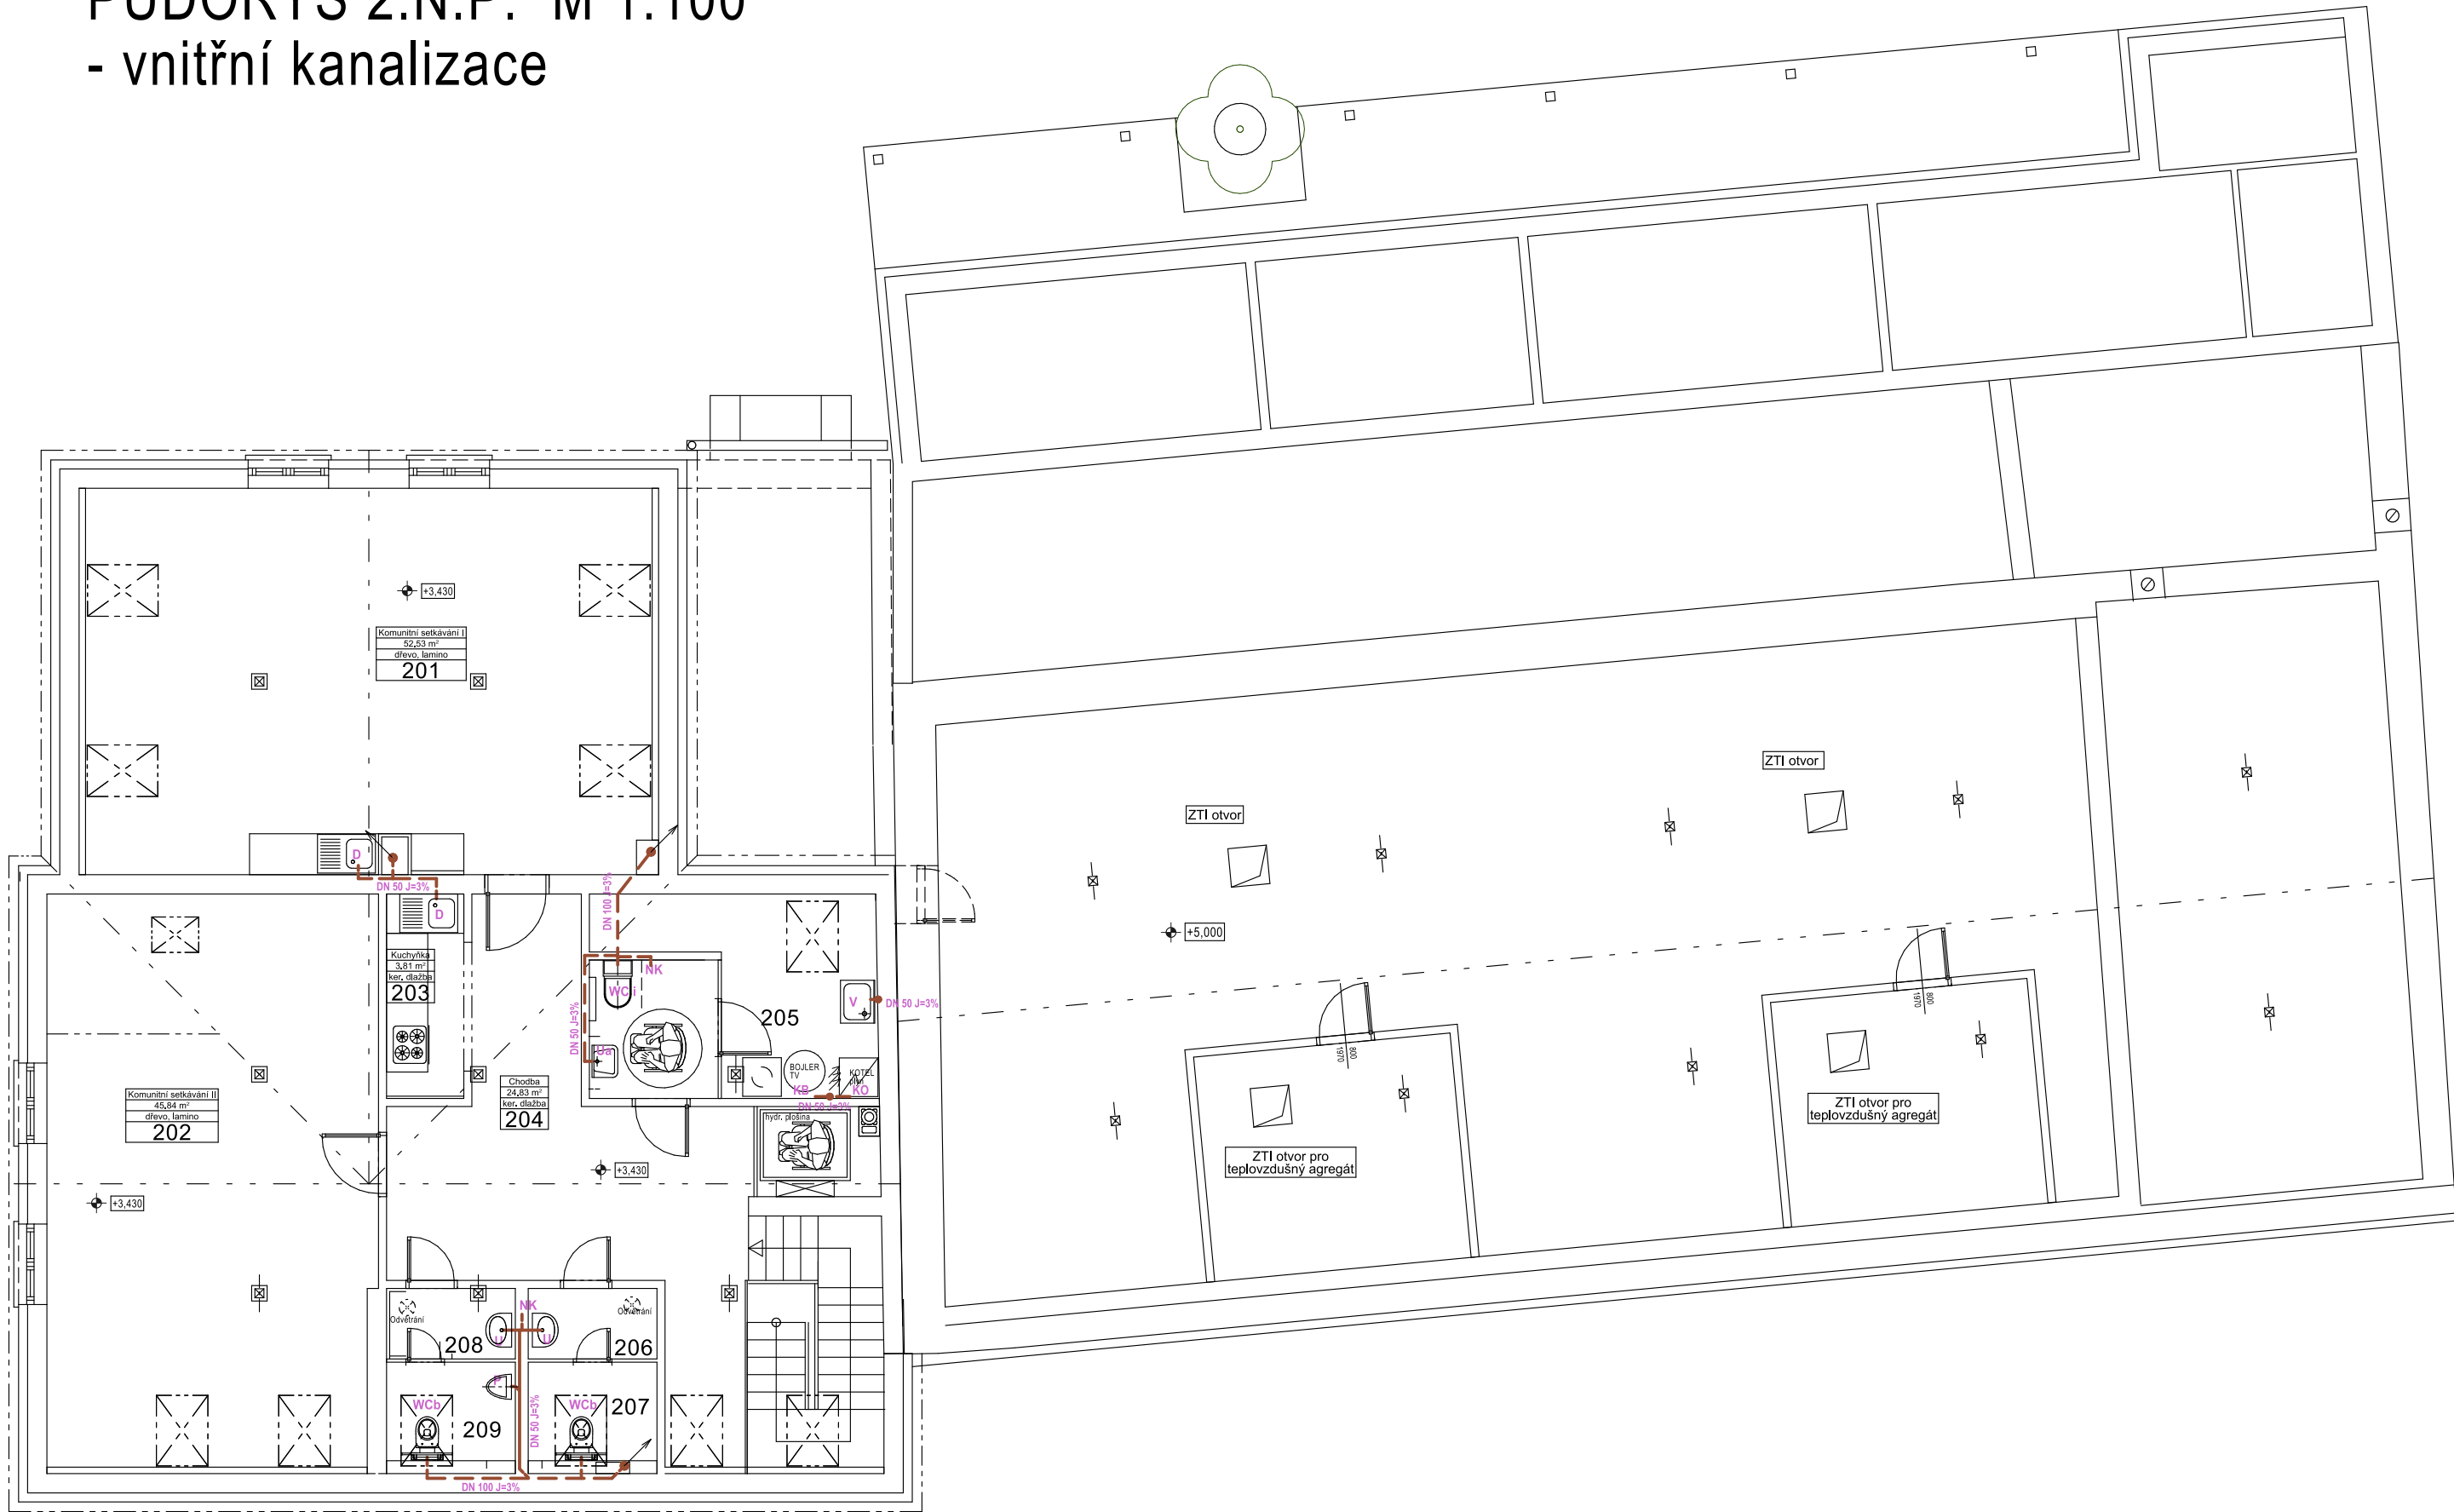 PŮDORYS 2.N.P. M 1:100
- vnitřní kanalizace
+3,430
Komunitní setkávání I
52,53 m²
dřevo, lamino
201
D
DN 50 J=3%
D
DN 100 J=3%
Kuchyňka
3,81 m²
ker. dlažba
203
NK
WCi
DN 50 J=3%
Ua
205
V
DN 50 J=3%
BOJLER
TV
KOTEL
plyn
KB
KO
DN 50 J=3%
hydr. plošina
Komunitní setkávání II
45,84 m²
dřevo, lamino
202
Chodba
24,83 m²
ker. dlažba
204
+3,430
+3,430
Odvětrání
NK
Odvětrání
208
U
U
206
P
WCb
WCb
207
209
DN 50 J=3%
DN 100 J=3%
ZTI otvor
ZTI otvor
+5,000
800
1970
800
1970
ZTI otvor pro
teplovzdušný agregát
ZTI otvor pro
teplovzdušný agregát